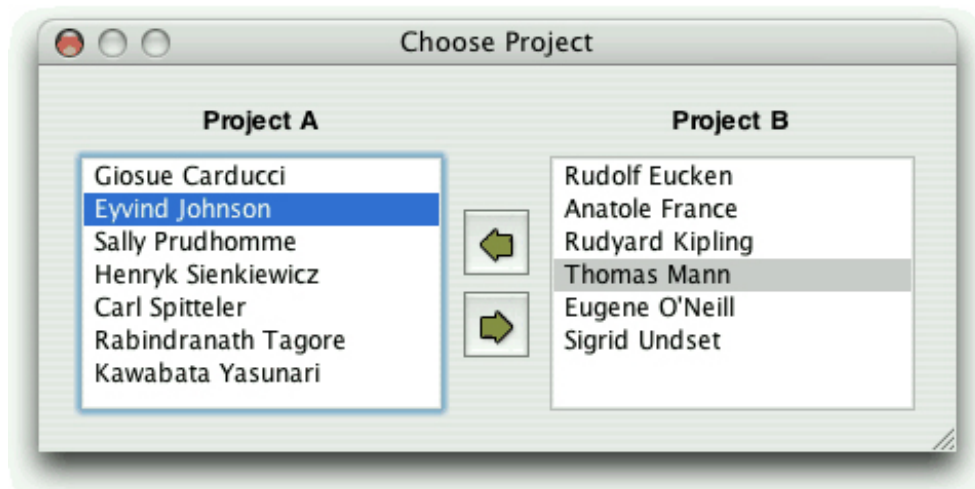 Choose Project
Project A
Giosue Carducci
Eyvind Johnson
Sally Prudhomme
Henryk Sienkiewicz
Carl Spitteler
Rabindranath Tagore
Kawabata Yasunari
Project B
Rudolf Eucken
Anatole France
Rudyard Kipling
Thomas Mann
Eugene O'Neill
Sigrid Undset